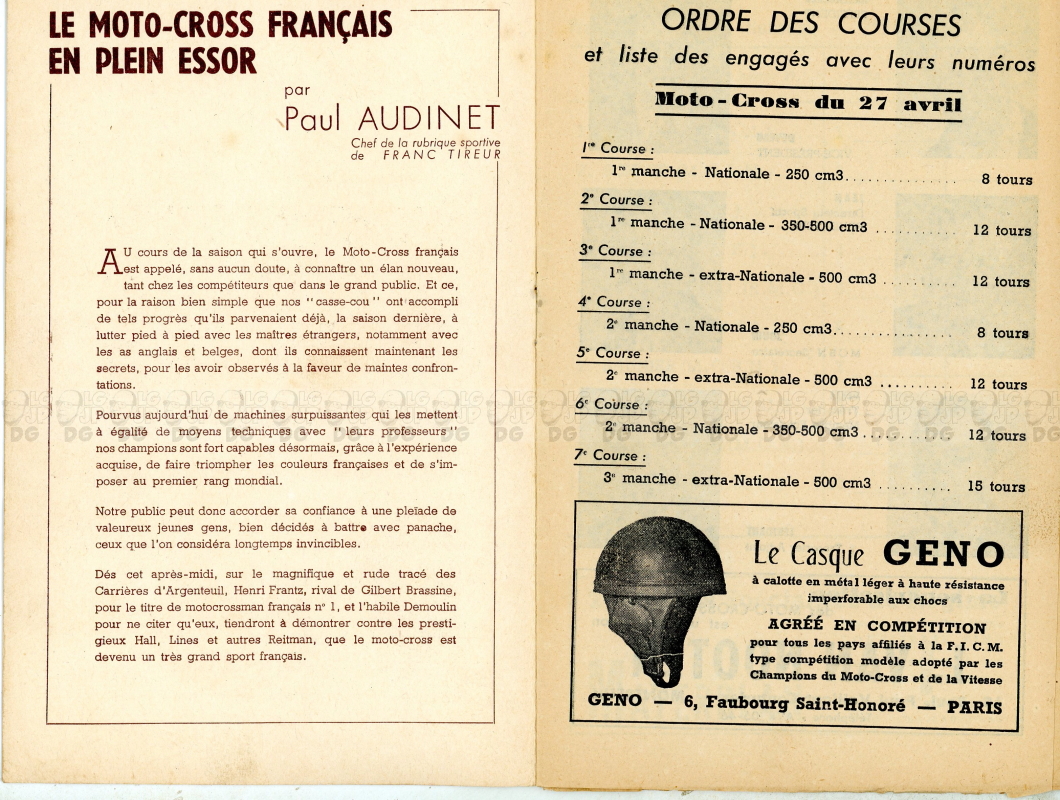 LE MOTO-CROSS FRANÇAIS
EN PLEIN ESSOR
par
Paul AUDINET
Chef de la rubrique sportive
de FRANC TIREUR
AU cours de la saison qui s'ouvre, le Moto-Cross français
est appelé, sans aucun doute, à connaître un élan nouveau,
tant chez les compétiteurs que dans le grand public. Et ce,
pour la raison bien simple que nos "casse-cou" ont accompli
de tels progrès qu'ils parvenaient déjà, la saison dernière, à
lutter pied à pied avec les maîtres étrangers, notamment avec
les as anglais et belges, dont ils connaissent maintenant les
secrets, pour les avoir observés à la faveur de maintes confron-
tations.
Pourvus aujourd'hui de machines surpuissantes qui les mettent
à égalité de moyens techniques avec "leurs professeurs"
nos champions sont fort capables désormais, grâce à l'expérience
acquise, de faire triompher les couleurs françaises et de s'im-
poser au premier rang mondial.
Notre public peut donc accorder sa confiance à une pleïade de
valeureux jeunes gens, bien décidés à battre avec panache,
ceux que l'on considéra longtemps invincibles.
Dés cet après-midi, sur le magnifique et rude tracé des
Carrières d'Argenteuil, Henri Frantz, rival de Gilbert Brassine,
pour le titre de motocrossman français n° 1, et l'habile Demoulin
pour ne citer qu'eux, tiendront à démontrer contre les presti-
gieux Hall, Lines et autres Reitman, que le moto-cross est
devenu un très grand sport français.
ORDRE DES COURSES
et liste des engagés avec leurs numéros
Moto-Cross du 27 avril
1re Course :
1re manche - Nationale - 250 cm3. . . . . . . . . . . . . . . 8 tours
2e Course :
1re manche - Nationale - 350-500 cm3 . . . . . . . . . . . 12 tours
3e Course :
1re manche - extra-Nationale - 500 cm3 . . . . . . . . . . 12 tours
4e Course :
2e manche - Nationale - 250 cm3. . . . . . . . . . . . . . . . 8 tours
5e Course :
2e manche - extra-Nationale - 500 cm3 . . . . . . . . . . 12 tours
6e Course :
2e manche - Nationale - 350-500 cm3 . . . . . . . . . . . . 12 tours
7e Course :
3e manche - extra-Nationale - 500 cm3 . . . . . . . . . . 15 tours
Le Casque GENO
à calotte en métal léger à haute résistance
imperforable aux chocs
AGRÉÉ EN COMPÉTITION
pour tous les pays affiliés à la F.I.C.M.
type compétition modèle adopté par les
Champions du Moto-Cross et de la Vitesse
GENO — 6, Faubourg Saint-Honoré — PARIS